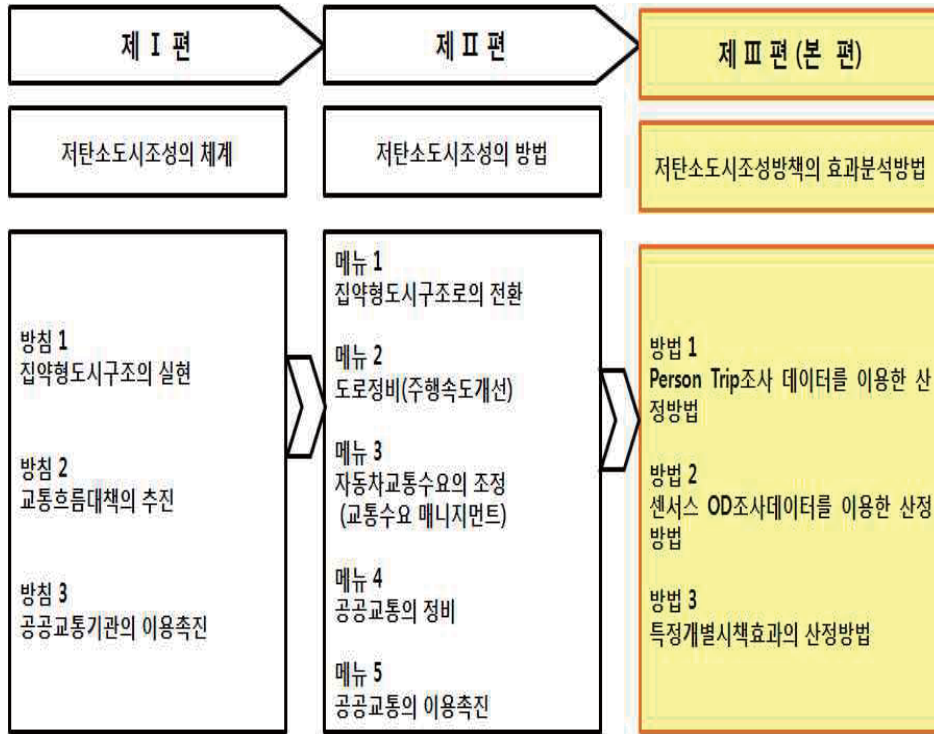 제 Ⅰ 편
제 Ⅱ 편
제 Ⅲ 편 (본 편)
저탄소도시조성의 체계
저탄소도시조성의 방법
저탄소도시조성방책의 효과분석방법
방침 1
집약형도시구조의 실현
방침 2
교통흐름대책의 추진
방침 3
공공교통기관의 이용촉진
메뉴 1
집약형도시구조로의 전환
메뉴 2
도로정비(주행속도개선)
메뉴 3
자동차교통수요의 조정
(교통수요 매니지먼트)
메뉴 4
공공교통의 정비
메뉴 5
공공교통의 이용촉진
방법 1
Person Trip조사 데이터를 이용한 산
정방법
방법 2
센서스 OD조사데이터를 이용한 산정
방법
방법 3
특정개별시책효과의 산정방법